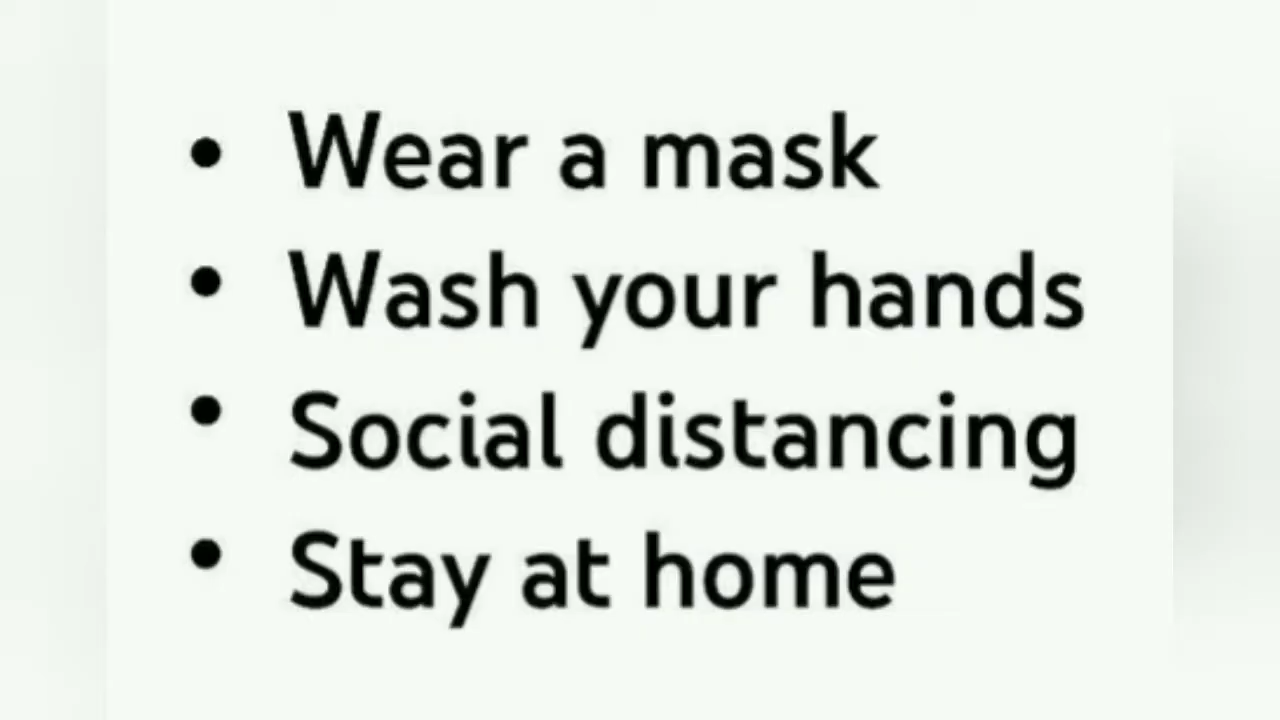 • Wear a mask
• Wash your hands
• Social distancing
• Stay at home